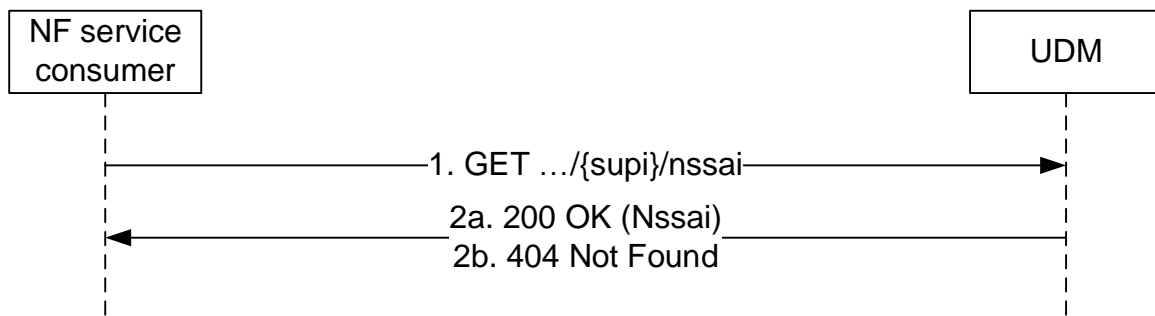 NF service
consumer
UDM
1. GET …/{supi}/nssai
2a. 200 OK (Nssai)
2b. 404 Not Found